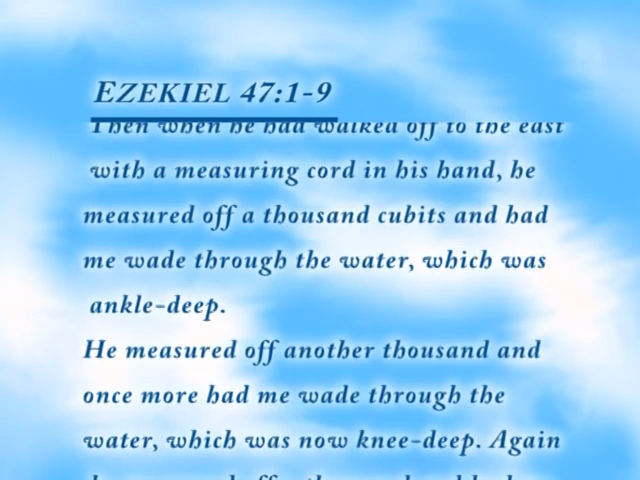 EZEKIEL 47:1-9
Then when he had walked off to the east
with a measuring cord in his hand, he
measured off a thousand cubits and had
me wade through the water, which was
ankle-deep.
He measured off another thousand and
once more had me wade through the
water, which was now knee-deep. Again